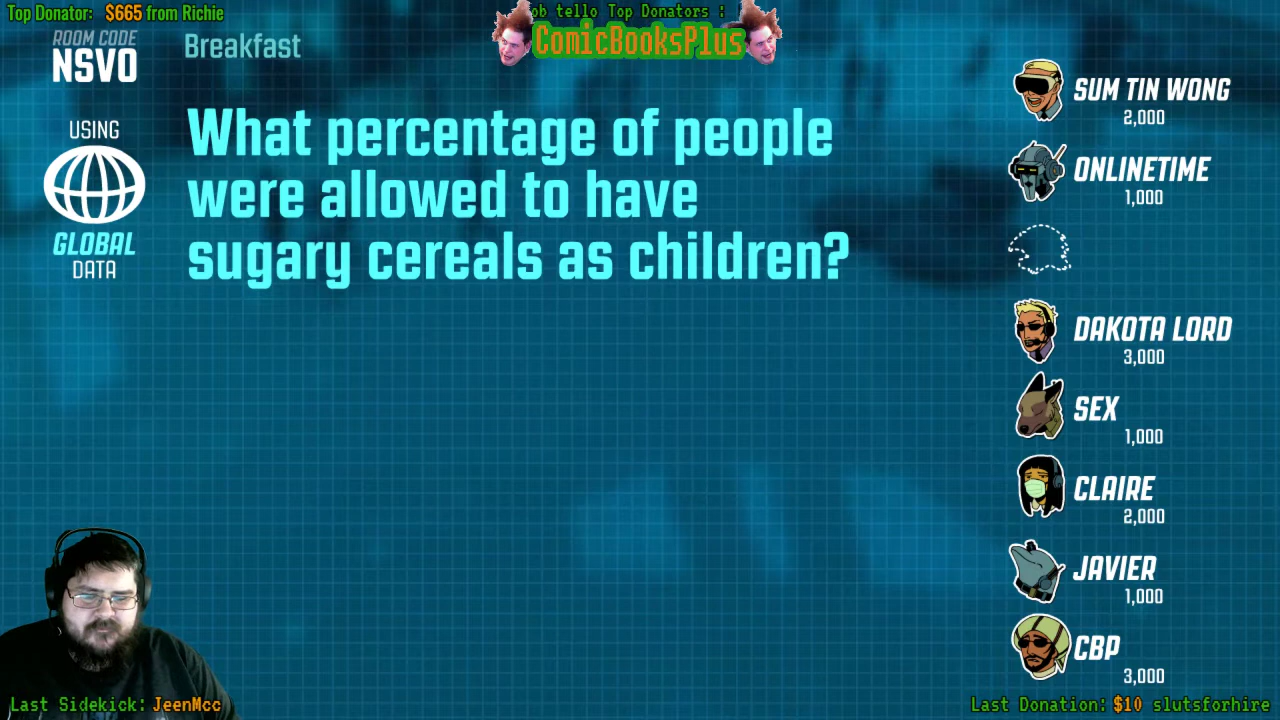 Top Donator: $665 from Richie
ob tello Top Donators :
ComicBooksPlus
ROOM CODE
NSVO
Breakfast
USING
GLOBAL
DATA
What percentage of people
were allowed to have
sugary cereals as children?
SUM TIN WONG
2,000
ONLINETIME
1,000
DAKOTA LORD
3,000
SEX
1,000
CLAIRE
2,000
JAVIER
1,000
CBP
3,000
Last Sidekick: JeenMcc
Last Donation: $10 slutsforhire